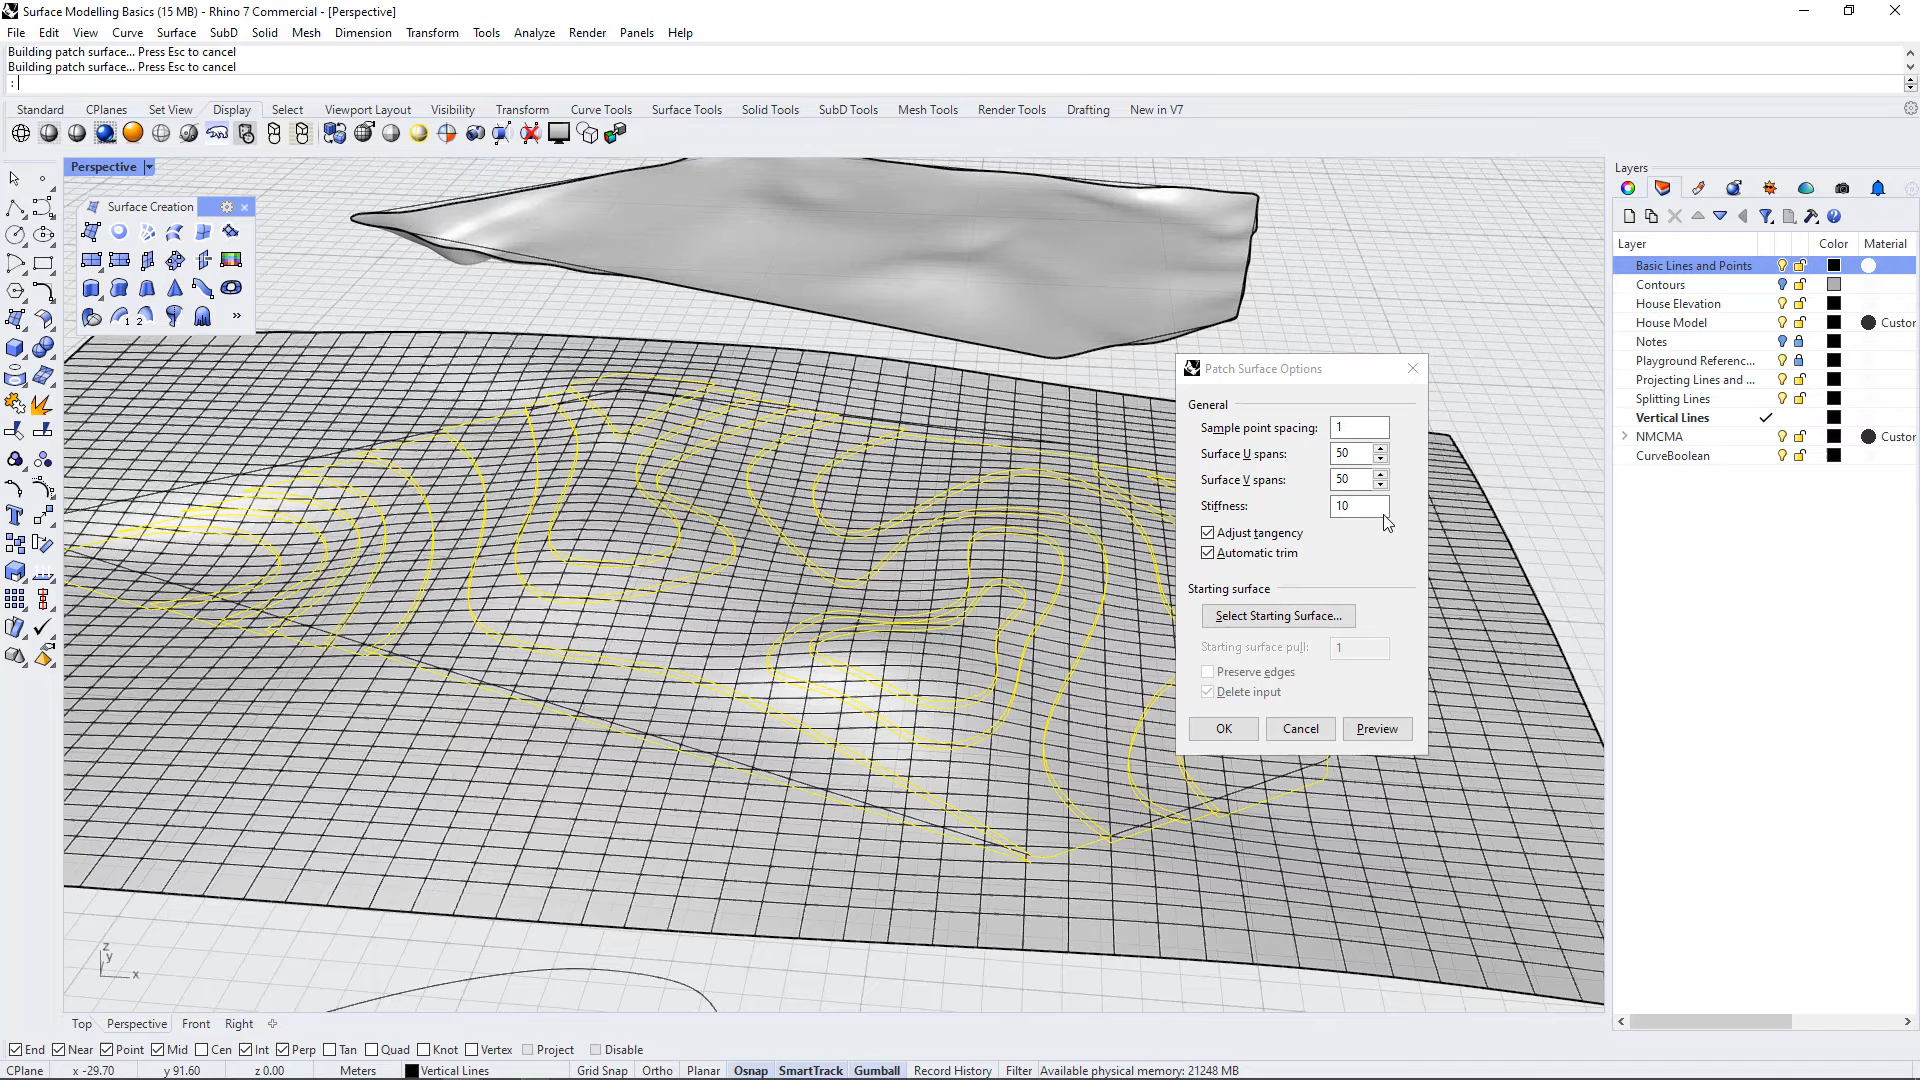 Surface Modelling Basics (15 MB) - Rhino 7 Commercial - [Perspective]
File Edit View Curve Surface SubD Solid Mesh Dimension Transform Tools Analyze Render Panels Help
Building patch surface... Press Esc to cancel
Building patch surface... Press Esc to cancel
:
Standard CPlanes Set View Display Select Viewport Layout Visibility Transform Curve Tools Surface Tools Solid Tools SubD Tools Mesh Tools Render Tools Drafting New in V7
Perspective
Surface Creation
1 2 »
Patch Surface Options
General
Sample point spacing: 1
Surface U spans: 50
Surface V spans: 50
Stiffness: 10
Adjust tangency
Automatic trim
Starting surface
Select Starting Surface...
Starting surface pull: 1
Preserve edges
Delete input
OK Cancel Preview
Layers
Layer Color Material
Basic Lines and Points
Contours
House Elevation
House Model Custor
Notes
Playground Referenc...
Projecting Lines and ...
Splitting Lines
Vertical Lines
NMCMA Custor
CurveBoolean
z
y
x
Top Perspective Front Right
End Near Point Mid Cen Int Perp Tan Quad Knot Vertex Project Disable
CPlane x -29.70 y 91.60 z 0.00 Meters Vertical Lines Grid Snap Ortho Planar Osnap SmartTrack Gumball Record History Filter Available physical memory: 21248 MB